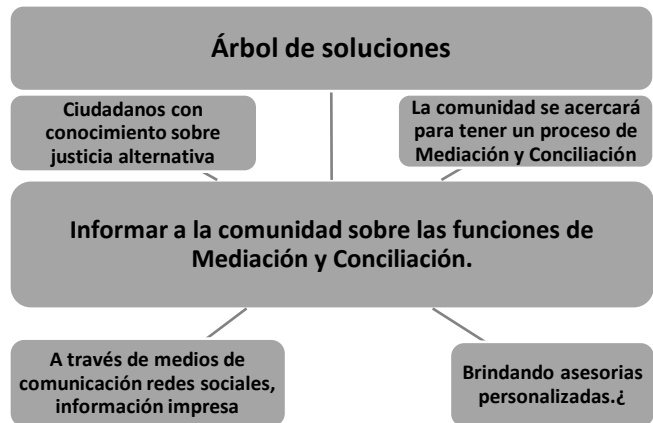 Árbol de soluciones
Ciudadanos con
conocimiento sobre
justicia alternativa
La comunidad se acercará
para tener un proceso de
Mediación y Conciliación
Informar a la comunidad sobre las funciones de
Mediación y Conciliación.
A través de medios de
comunicación redes sociales,
información impresa
Brindando asesorias
personalizadas.¿